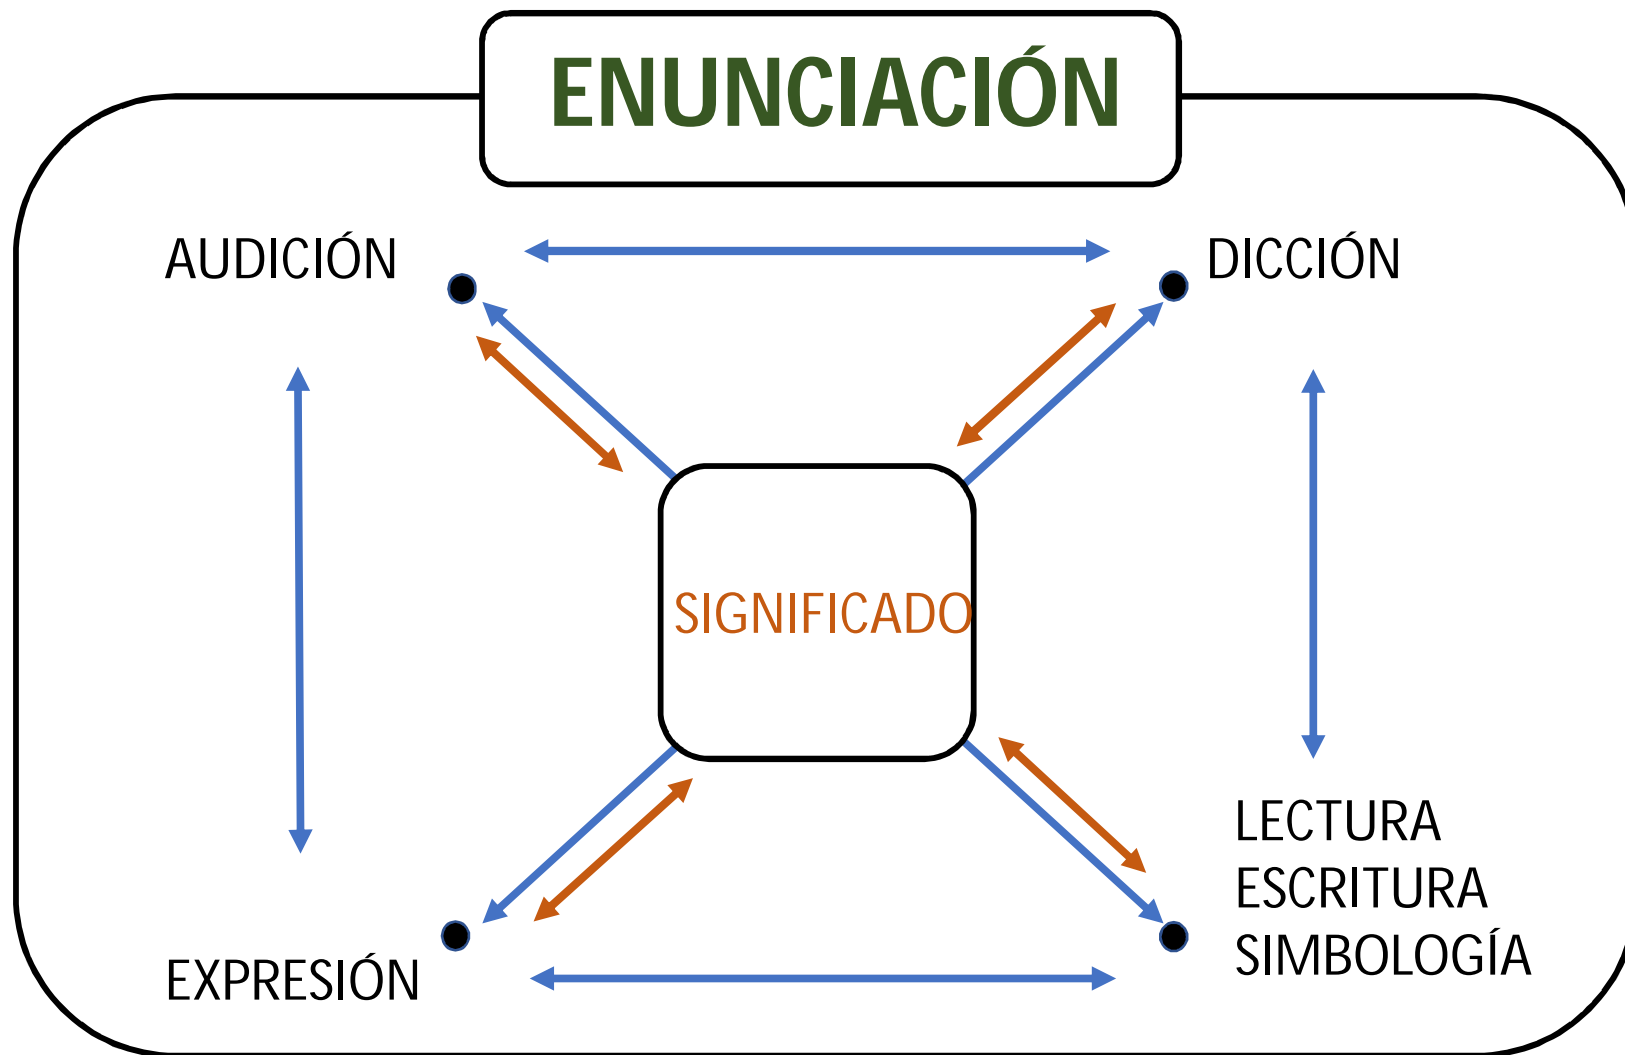 ENUNCIACIÓN
AUDICIÓN
DICCIÓN
SIGNIFICADO
EXPRESIÓN
LECTURA
ESCRITURA
SIMBOLOGÍA